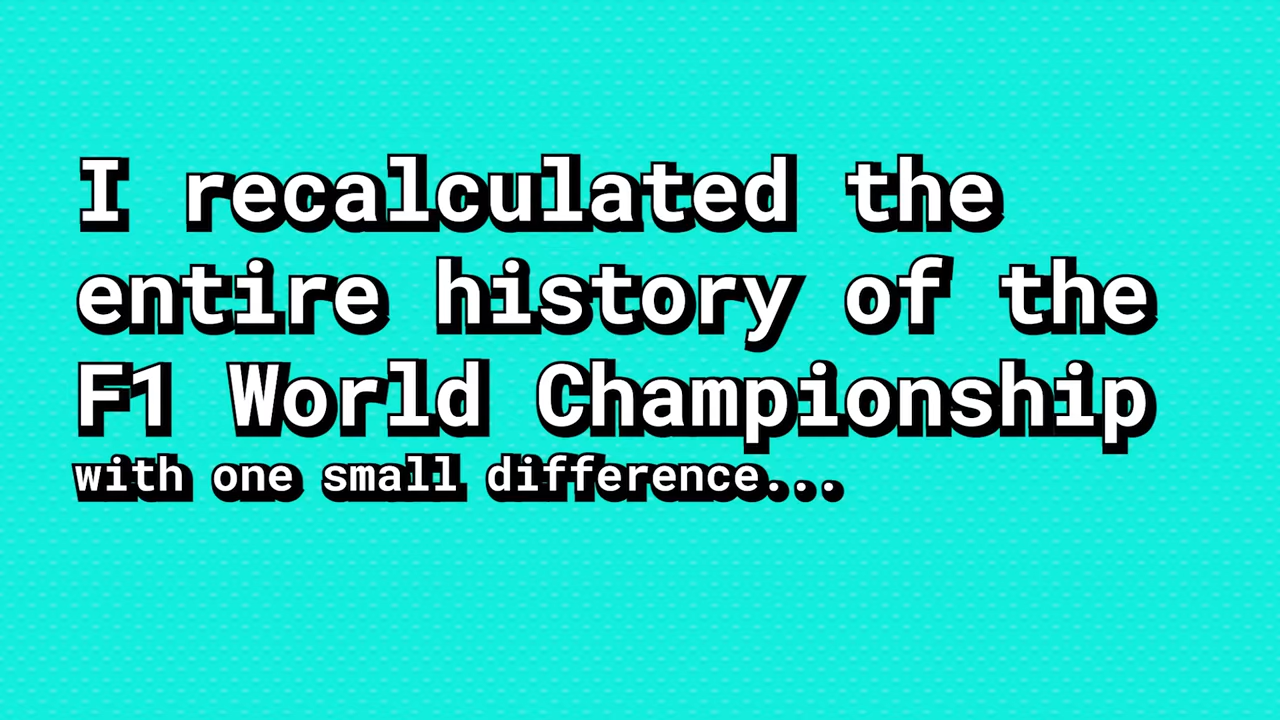 I recalculated the
entire history of the
F1 World Championship
with one small difference...